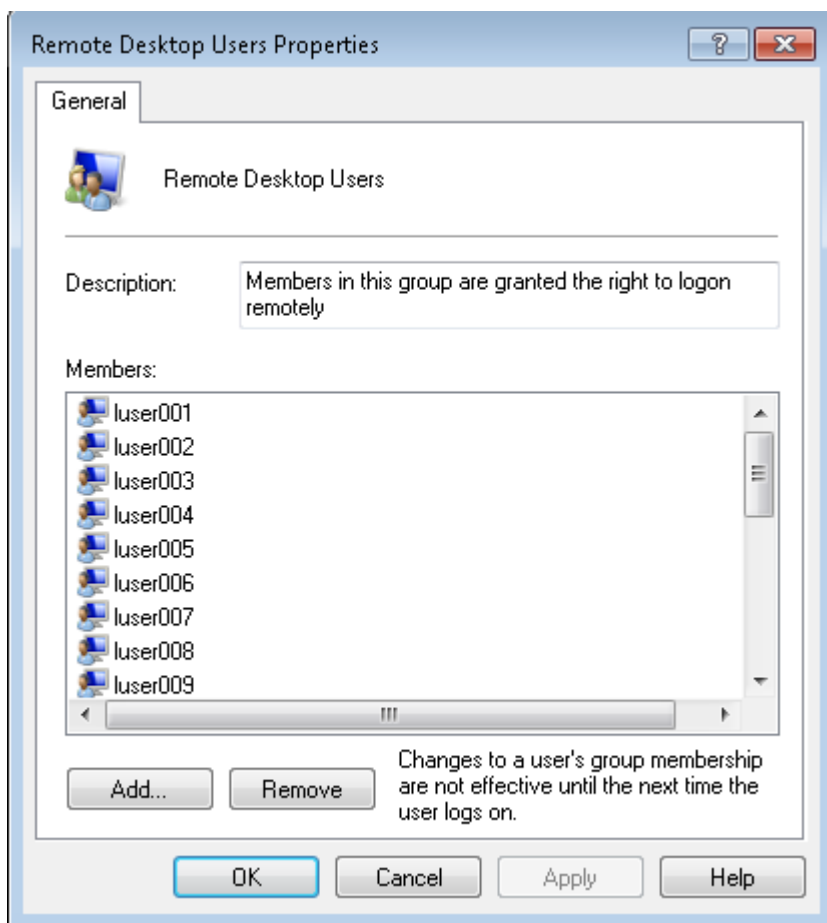 Remote Desktop Users Properties
General
Remote Desktop Users
Description:
Members in this group are granted the right to logon
remotely
Members:
luser001
luser002
luser003
luser004
luser005
luser006
luser007
luser008
luser009
Add...
Remove
Changes to a user's group membership
are not effective until the next time the
user logs on.
OK
Cancel
Apply
Help